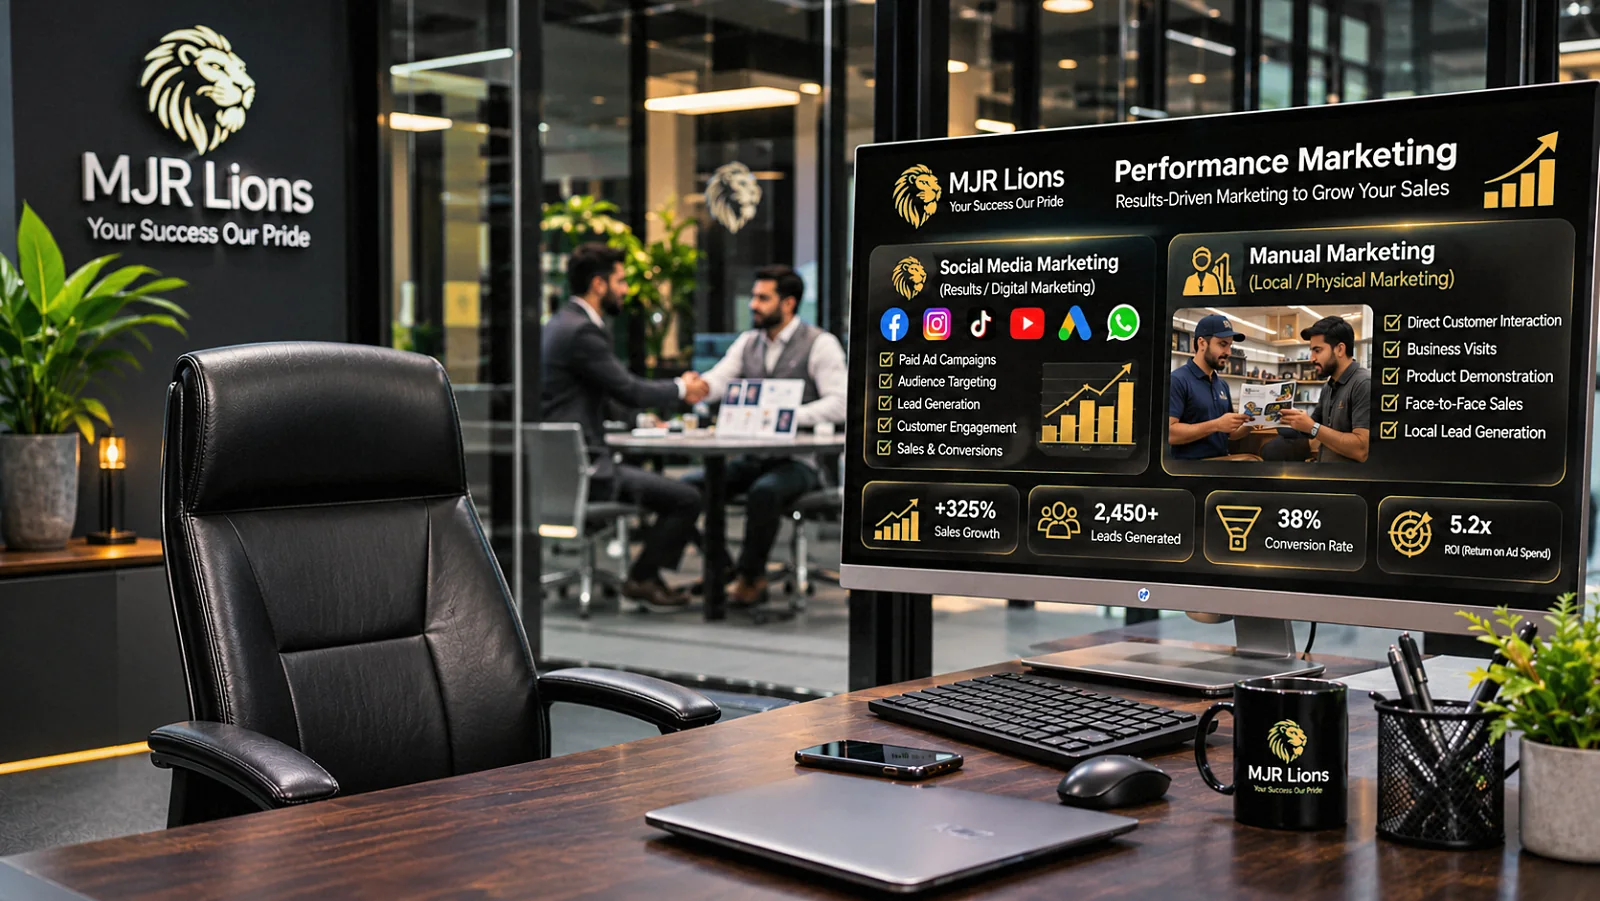 MJR Lions
Your Success Our Pride
MJR Lions
Your Success Our Pride
Performance Marketing
Results-Driven Marketing to Grow Your Sales
Social Media Marketing
(Results / Digital Marketing)
Paid Ad Campaigns
Audience Targeting
Lead Generation
Customer Engagement
Sales & Conversions
Manual Marketing
(Local / Physical Marketing)
Direct Customer Interaction
Business Visits
Product Demonstration
Face-to-Face Sales
Local Lead Generation
+325%
Sales Growth
2,450+
Leads Generated
38%
Conversion Rate
5.2x
ROI (Return on Ad Spend)
MJR Lions
Your Success Our Pride